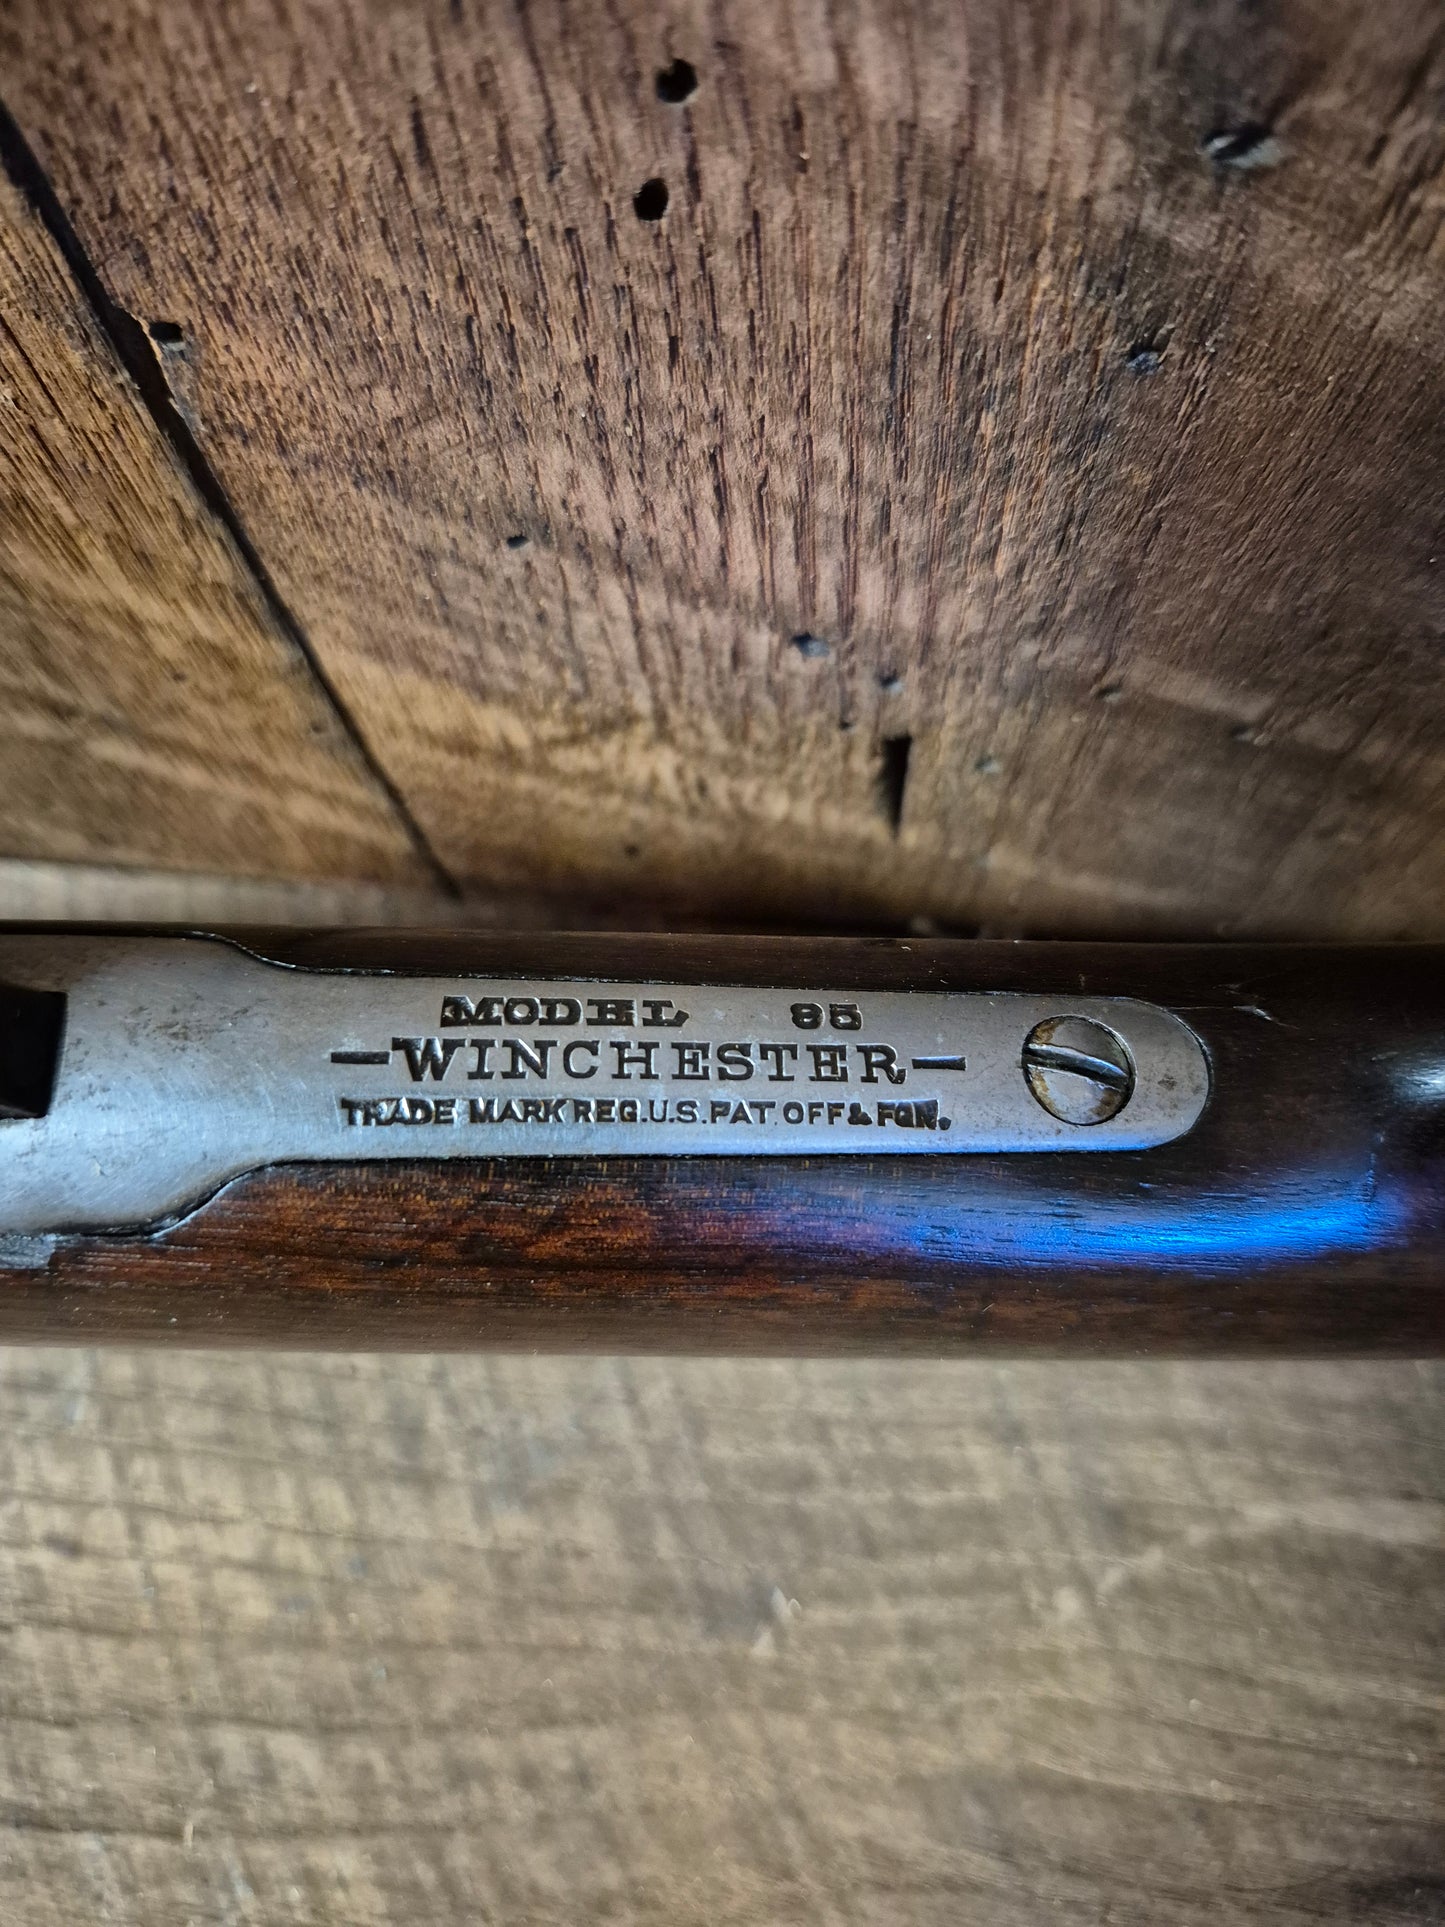 MODEL 95
—WINCHESTER—
TRADE MARK REG.U.S.PAT.OFF.& FGN.